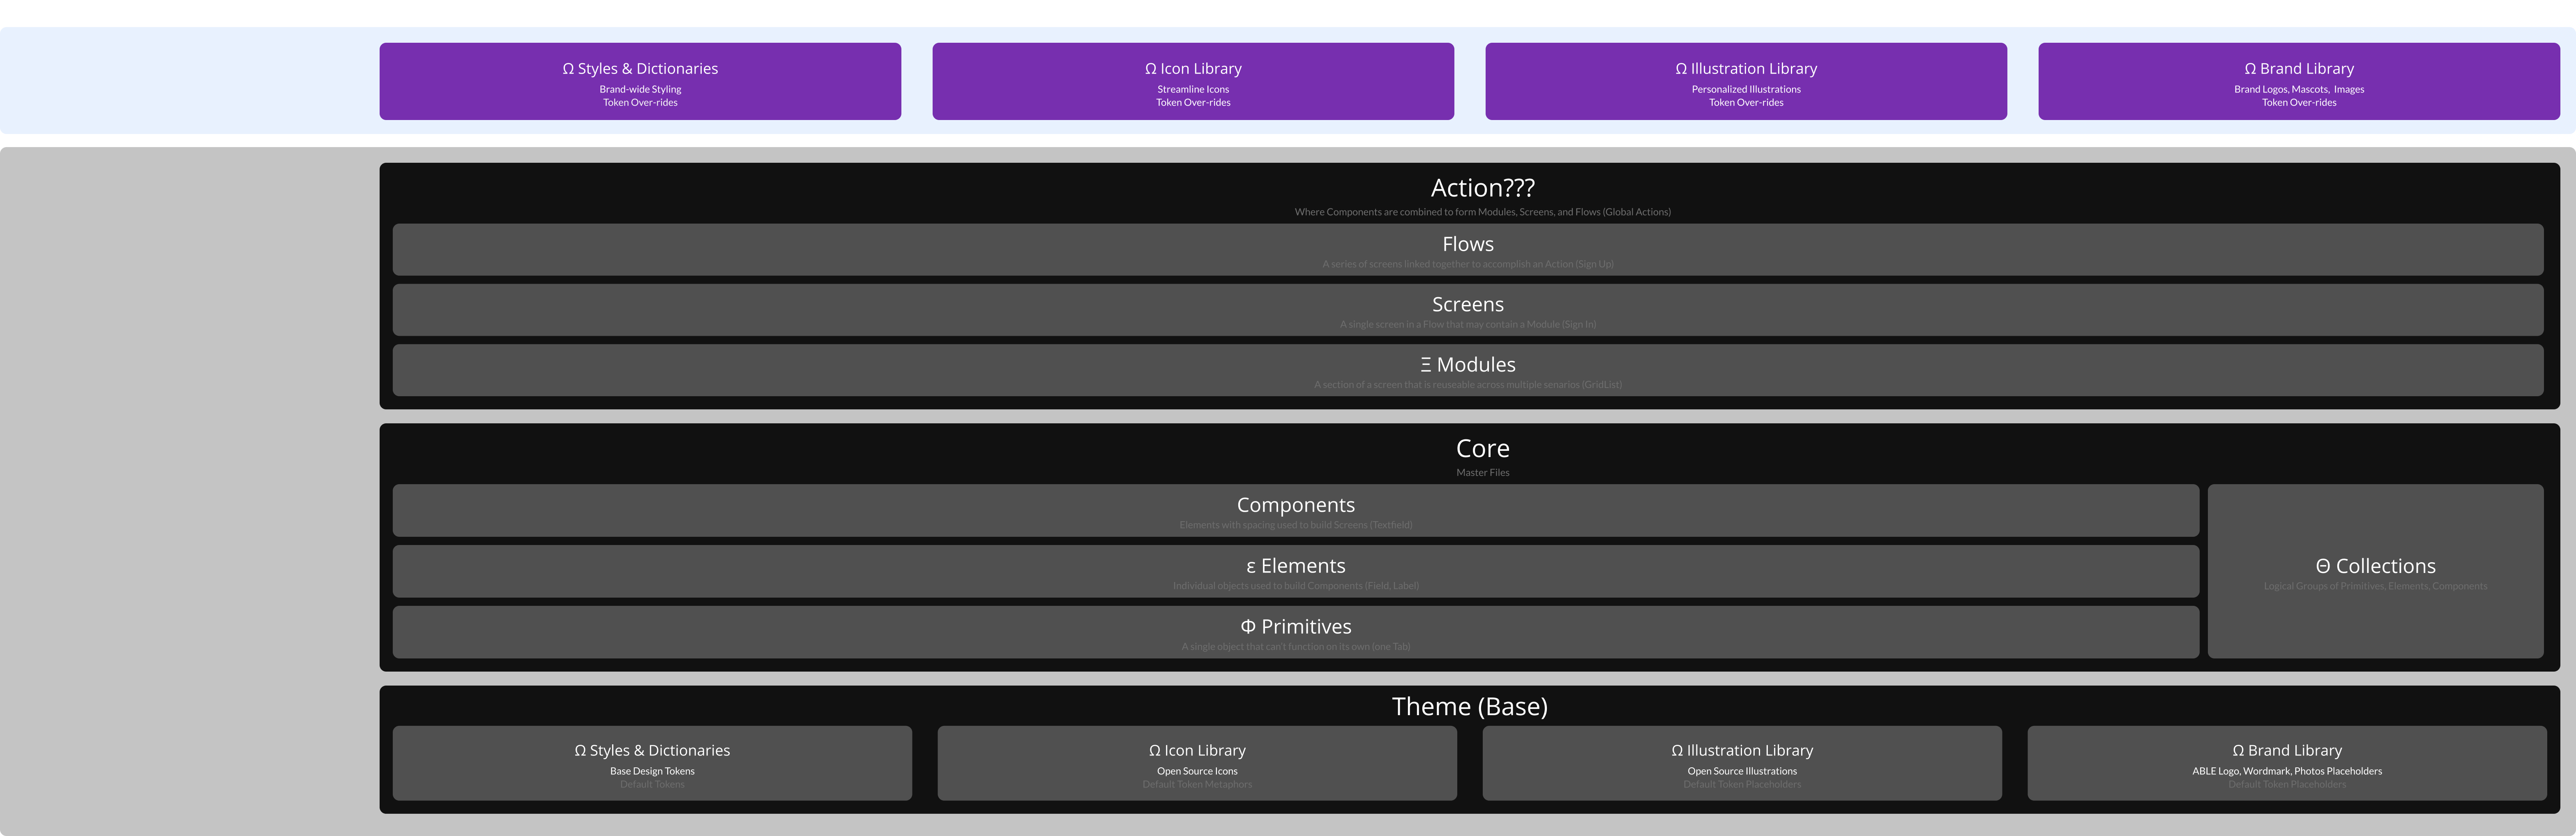 Ω Styles & Dictionaries
Brand-wide Styling
Token Over-rides
Ω Icon Library
Streamline Icons
Token Over-rides
Ω Illustration Library
Personalized Illustrations
Token Over-rides
Ω Brand Library
Brand Logos, Mascots, Images
Token Over-rides
Action???
Where Components are combined to form Modules, Screens, and Flows (Global Actions)
Flows
A series of screens linked together to accomplish an Action (Sign Up)
Screens
A single screen in a Flow that may contain a Module (Sign In)
Ξ Modules
A section of a screen that is reuseable across multiple senarios (GridList)
Core
Master Files
Components
Elements with spacing used to build Screens (Textfield)
ε Elements
Individual objects used to build Components (Field, Label)
Φ Primitives
A single object that can't function on its own (one Tab)
Θ Collections
Logical Groups of Primitives, Elements, Components
Theme (Base)
Ω Styles & Dictionaries
Base Design Tokens
Default Tokens
Ω Icon Library
Open Source Icons
Default Token Metaphors
Ω Illustration Library
Open Source Illustrations
Default Token Placeholders
Ω Brand Library
ABLE Logo, Wordmark, Photos Placeholders
Default Token Placeholders